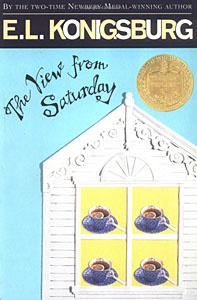 BY THE TWO-TIME NEWBERY MEDAL-WINNING AUTHOR
E.L. KONIGSBURG
The View from
Saturday